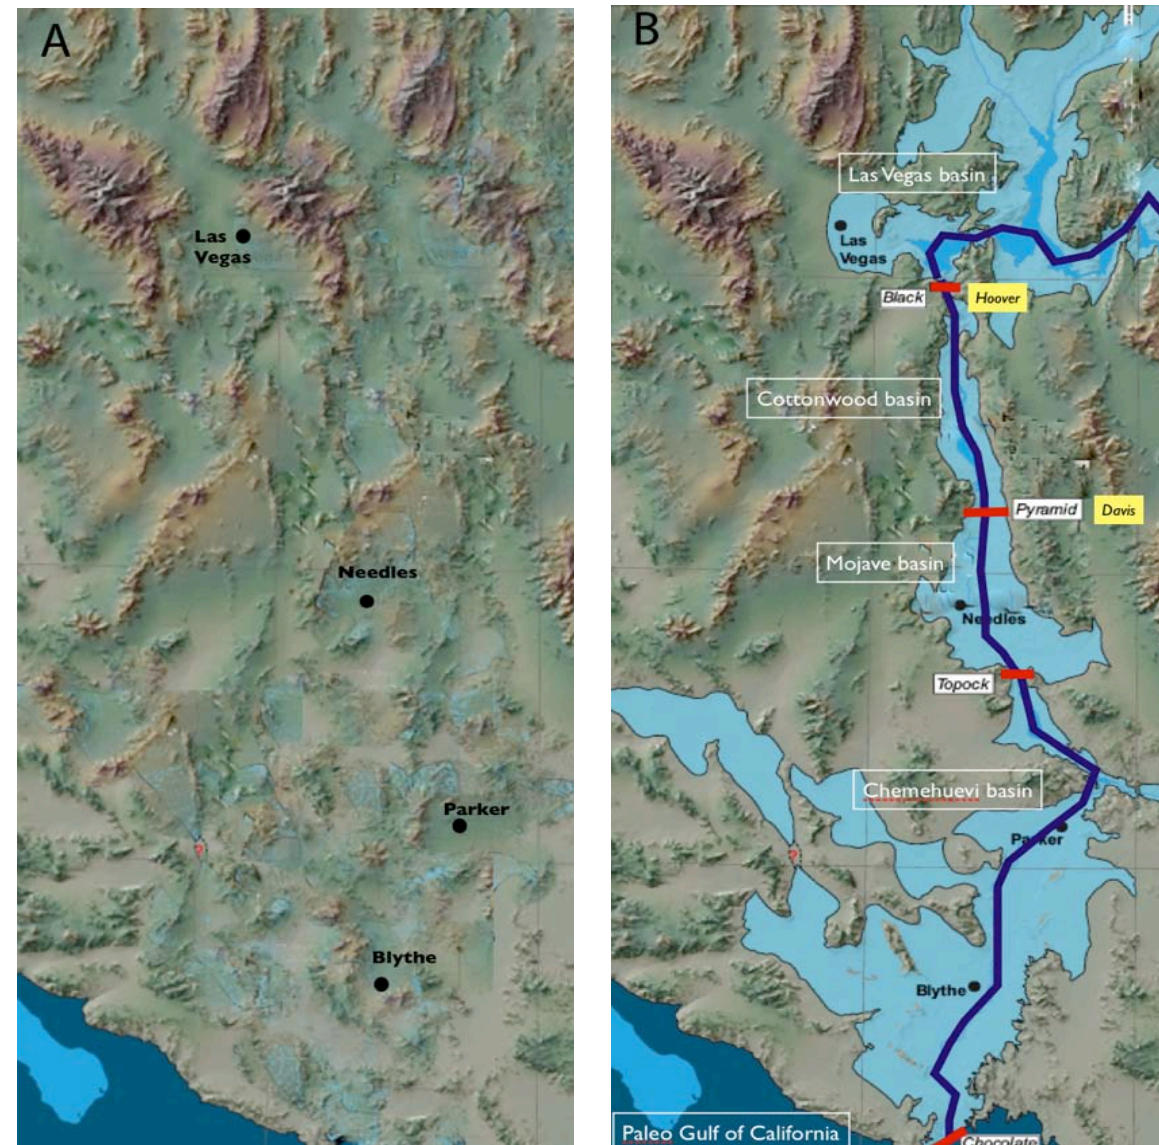 A
Las
Vegas
Needles
Parker
?
Blythe
B
Las Vegas basin
Las
Vegas
Black
Hoover
Cottonwood basin
Pyramid
Davis
Mojave basin
Needles
Topock
Chemehuevi basin
Parker
?
Blythe
Paleo Gulf of California
Chocolate